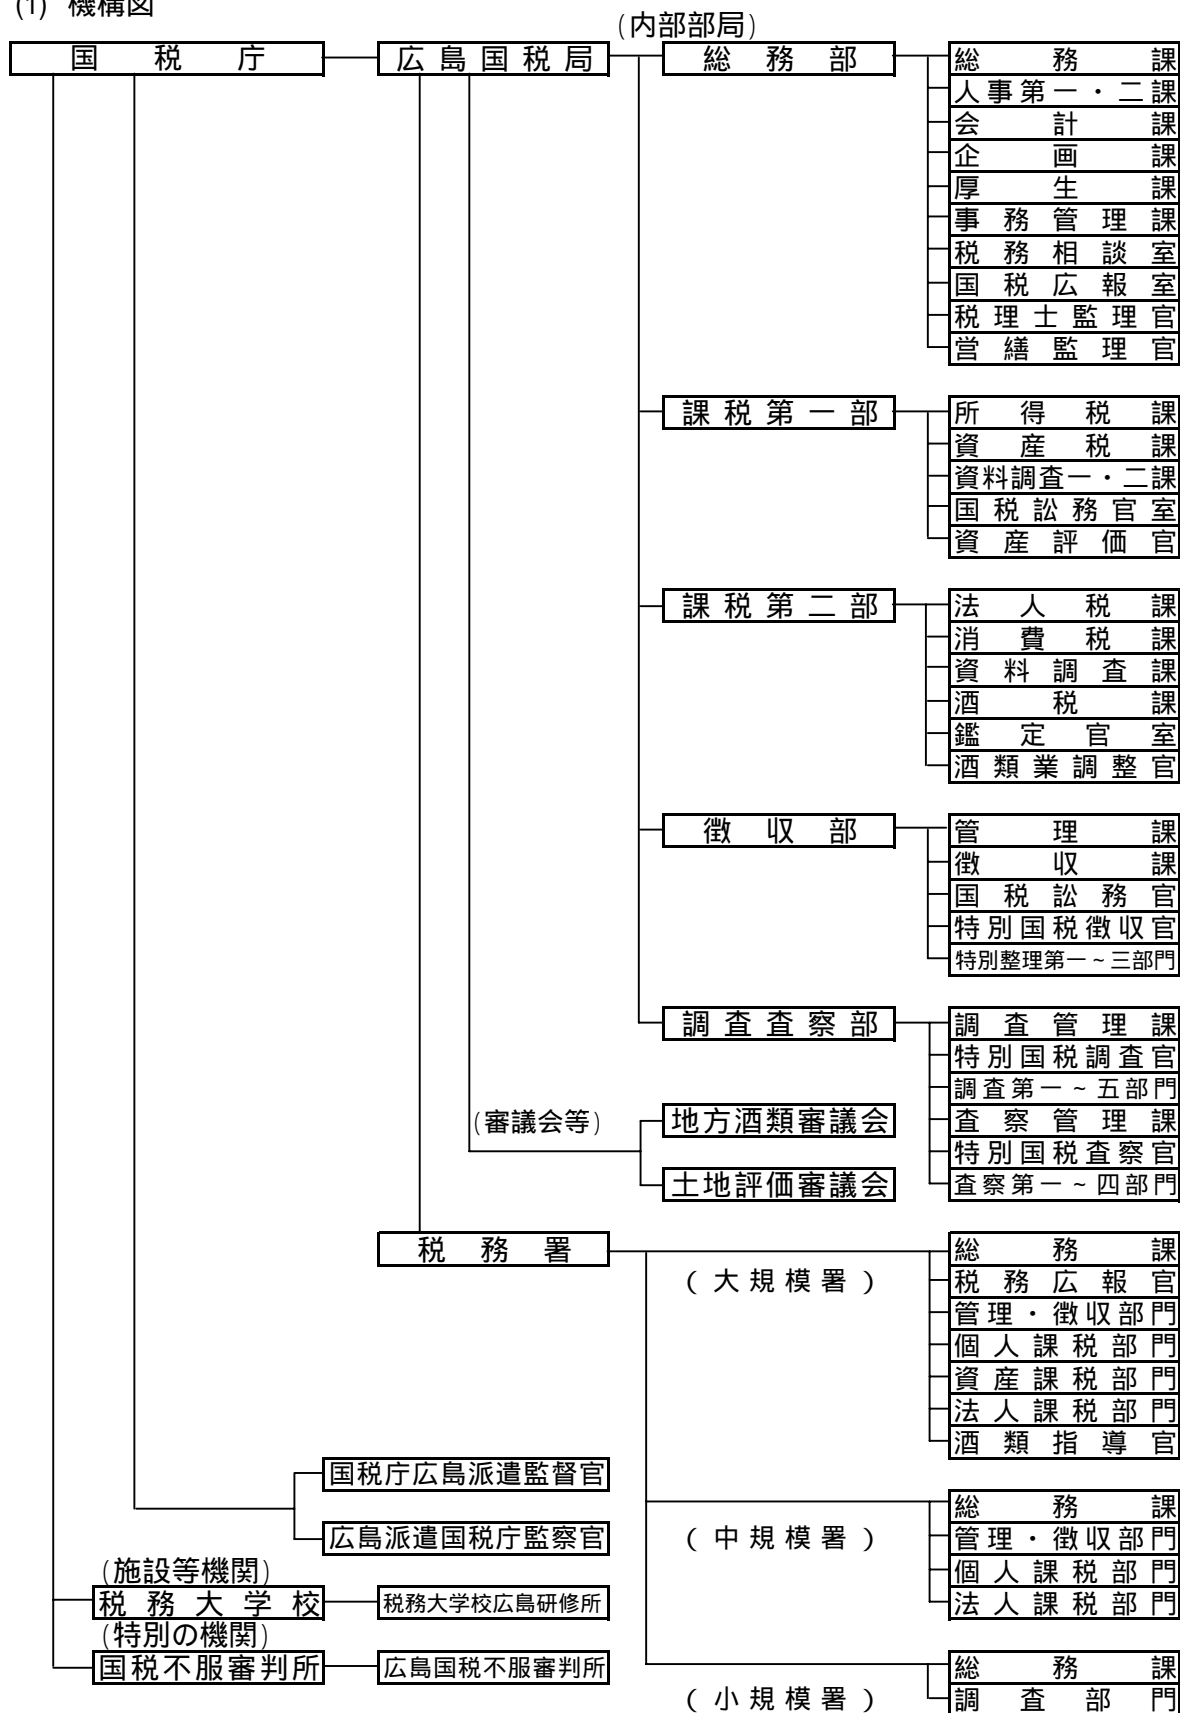 (1) 機構図
(内部部局)
国税庁
広島国税局
総務部
総務課
人事第一・二課
会計課
企画課
厚生課
事務管理課
税務相談室
国税広報室
税理士監理官
営繕監理官
課税第一部
所得税課
資産税課
資料調査一・二課
国税訟務官室
資産評価官
課税第二部
法人税課
消費税課
資料調査課
酒税課
鑑定官室
酒類業調整官
徴収部
管理課
徴収課
国税訟務官
特別国税徴収官
特別整理第一~三部門
調査査察部
調査管理課
特別国税調査官
調査第一~五部門
査察管理課
特別国税査察官
査察第一~四部門
(審議会等)
地方酒類審議会
土地評価審議会
税務署
(大規模署)
総務課
税務広報官
管理・徴収部門
個人課税部門
資産課税部門
法人課税部門
酒類指導官
国税庁広島派遣監督官
広島派遣国税庁監察官
(中規模署)
総務課
管理・徴収部門
個人課税部門
法人課税部門
(施設等機関)
税務大学校
税務大学校広島研修所
(特別の機関)
国税不服審判所
広島国税不服審判所
(小規模署)
総務課
調査部門